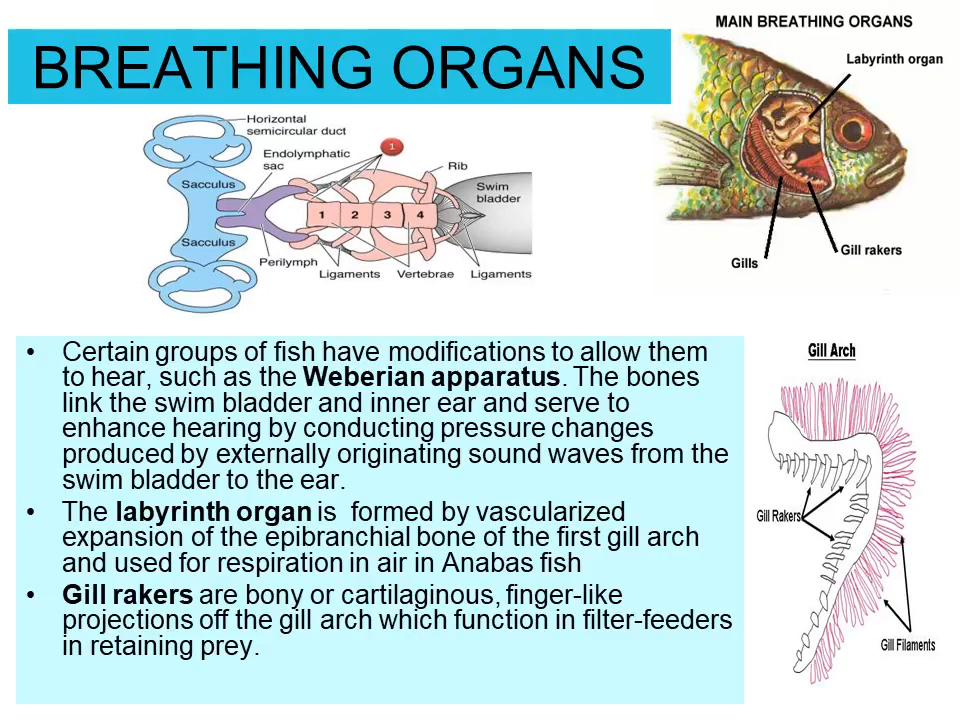 BREATHING ORGANS
MAIN BREATHING ORGANS
Labyrinth organ
Gills
Gill rakers
Horizontal
semicircular duct
Endolymphatic
sac
1
Rib
Sacculus
Swim
bladder
1 2 3 4
Sacculus
Perilymph
Ligaments
Vertebrae
Ligaments
• Certain groups of fish have modifications to allow them
to hear, such as the Weberian apparatus. The bones
link the swim bladder and inner ear and serve to
enhance hearing by conducting pressure changes
produced by externally originating sound waves from the
swim bladder to the ear.
• The labyrinth organ is  formed by vascularized
expansion of the epibranchial bone of the first gill arch
and used for respiration in air in Anabas fish
• Gill rakers are bony or cartilaginous, finger-like
projections off the gill arch which function in filter-feeders
in retaining prey.
Gill Arch
Gill Rakers
Gill Filaments